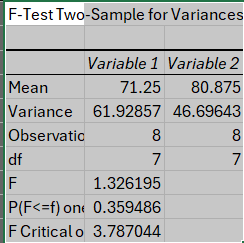 F-Test Two-Sample for Variances
Variable 1 Variable 2
Mean 71.25 80.875
Variance 61.92857 46.69643
Observatio 8 8
df 7 7
F 1.326195
P(F<=f) one 0.359486
F Critical o 3.787044